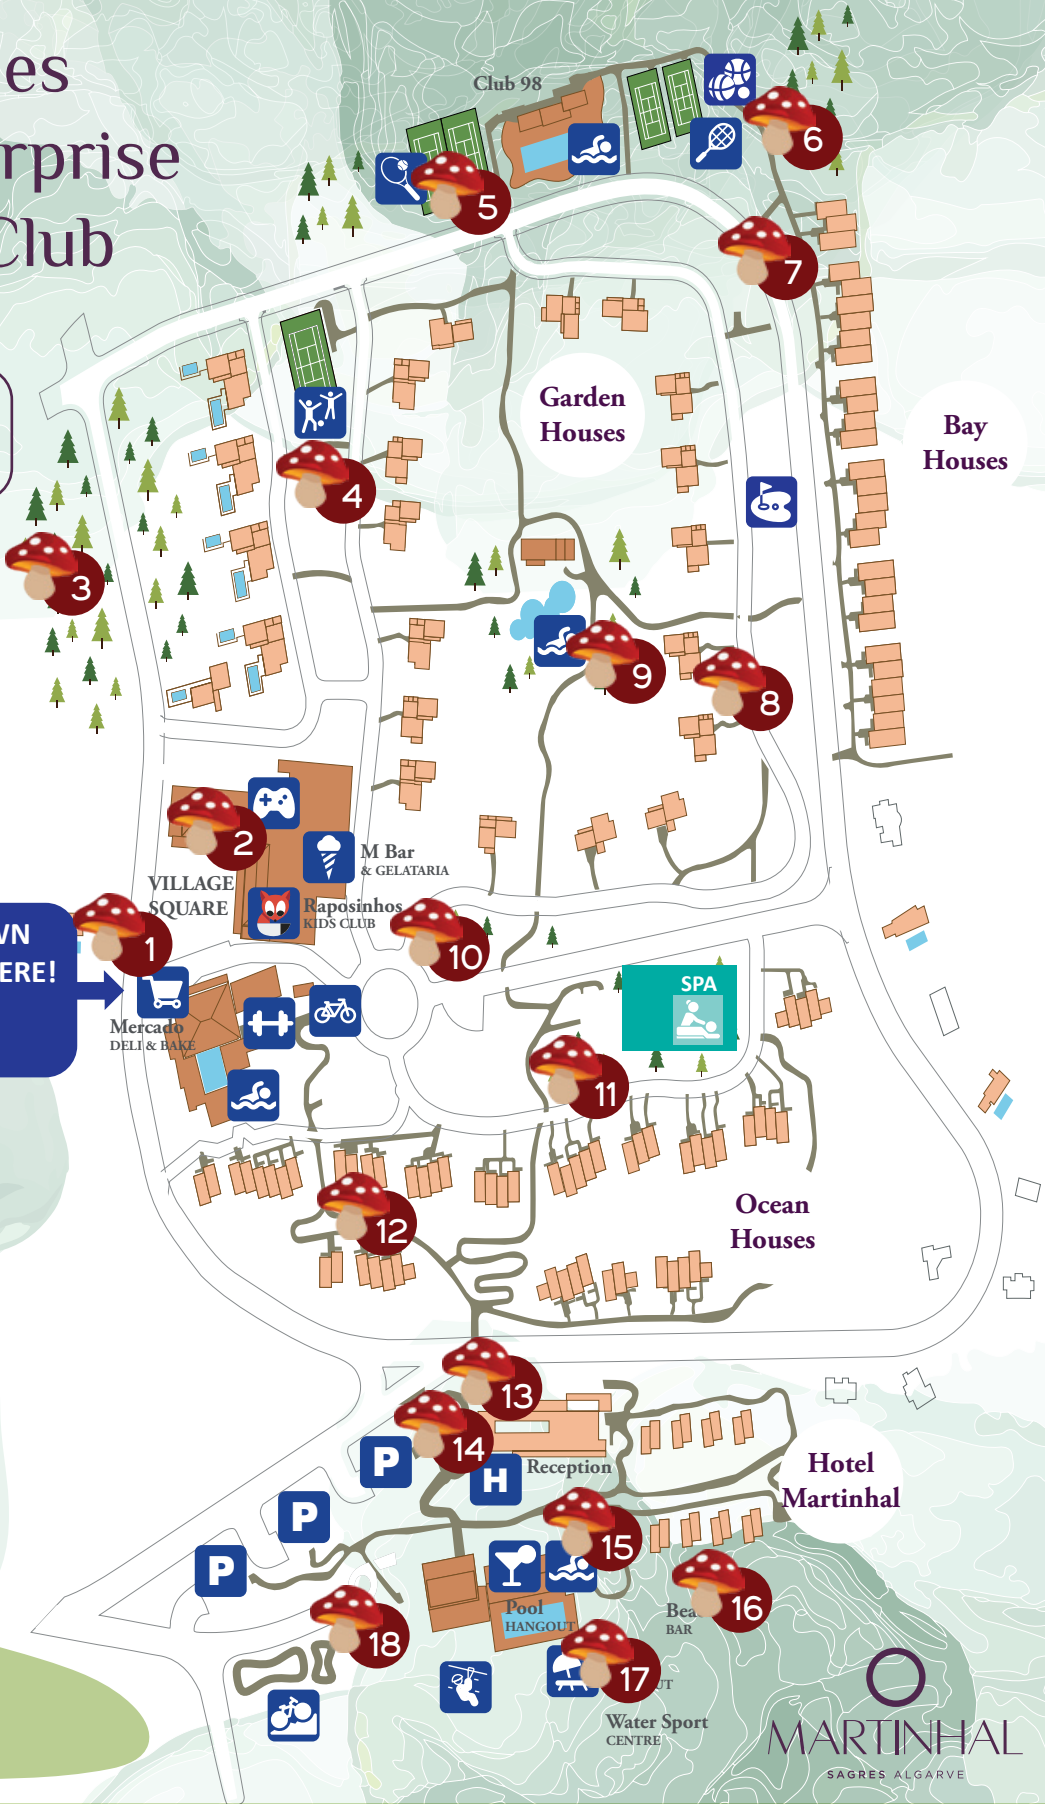 es
rprise
Club
Club 98
6
5
7
Garden
Houses
Bay
Houses
4
3
9
8
2
M Bar
& GELATARIA
VILLAGE
SQUARE
Raposinhos
KIDS CLUB
WN
ERE!
1
10
SPA
Mercado
DELI & BAKE
11
Ocean
Houses
12
13
14
P
H
Reception
Hotel
Martinhal
P
15
P
Pool
HANGOUT
16
BAR
18
17
UT
Water Sport
CENTRE
MARTINHAL
SAGRES ALGARVE